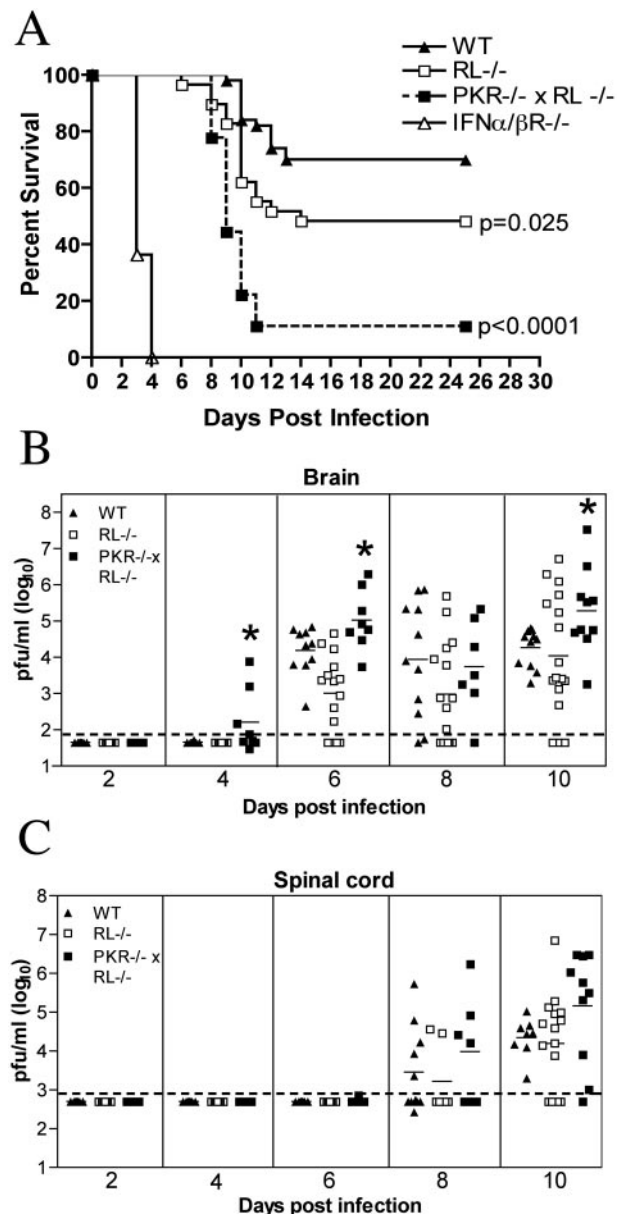 A
WT
RL-/-
PKR-/- x RL -/-
IFNα/βR-/-
Percent Survival
100
80
60
40
20
0
p=0.025
p<0.0001
0 2 4 6 8 10 12 14 16 18 20 22 24 26 28 30
Days Post Infection
B
Brain
WT
RL-/-
PKR-/-x
RL-/-
*
*
*
pfu/ml (log10)
8
7
6
5
4
3
2
1
2 4 6 8 10
Days post infection
C
Spinal cord
WT
RL-/-
PKR-/- x
RL-/-
pfu/ml (log10)
8
7
6
5
4
3
2
1
2 4 6 8 10
Days post infection